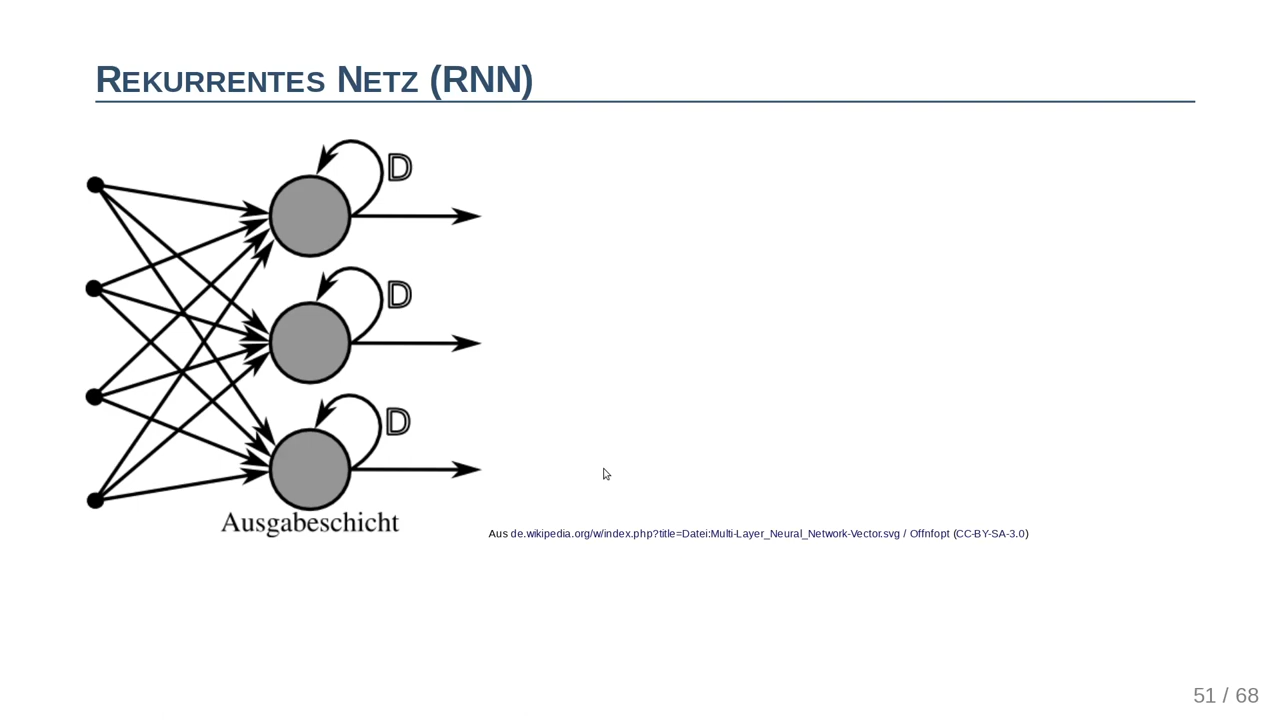 REKURRENTES NETZ (RNN)
D
D
D
Ausgabeschicht
Aus de.wikipedia.org/w/index.php?title=Datei:Multi-Layer_Neural_Network-Vector.svg / Offnfopt (CC-BY-SA-3.0)
51 / 68